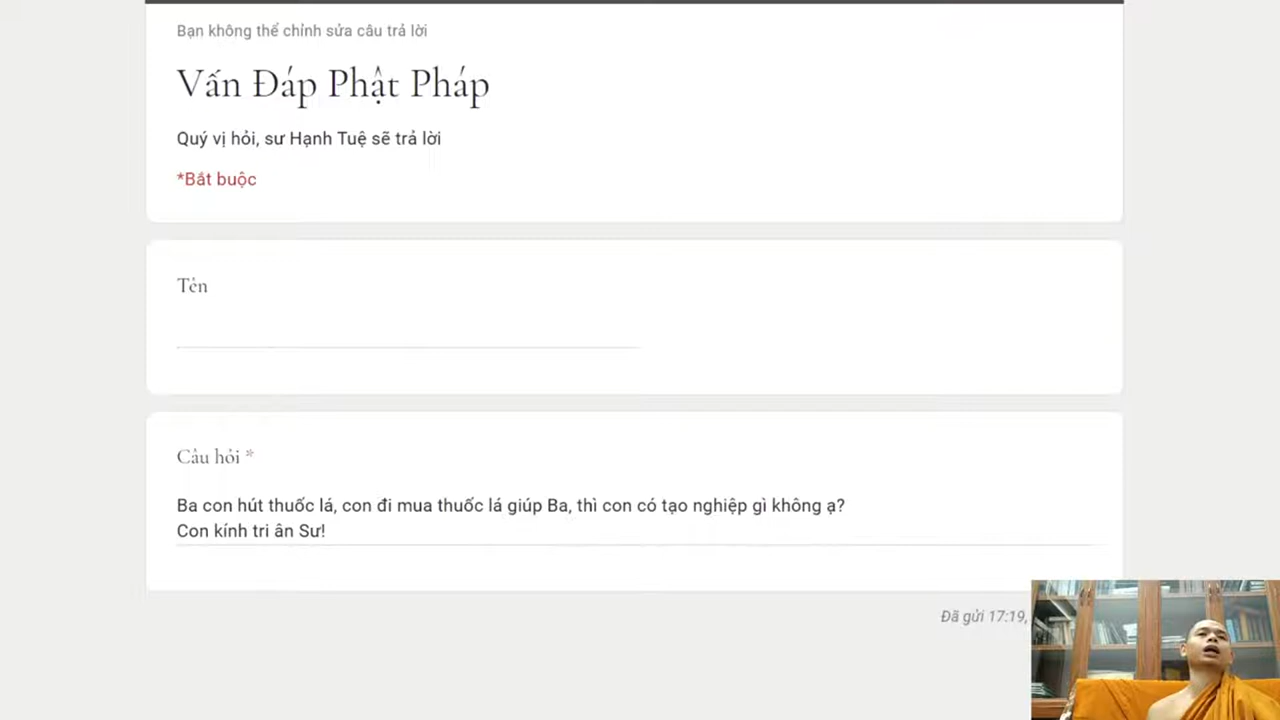 Bạn không thể chỉnh sửa câu trả lời
Vấn Đáp Phật Pháp
Quý vị hỏi, sư Hạnh Tuệ sẽ trả lời
*Bắt buộc
Tên
Câu hỏi *
Ba con hút thuốc lá, con đi mua thuốc lá giúp Ba, thì con có tạo nghiệp gì không ạ?
Con kính tri ân Sư!
Đã gửi 17:19,